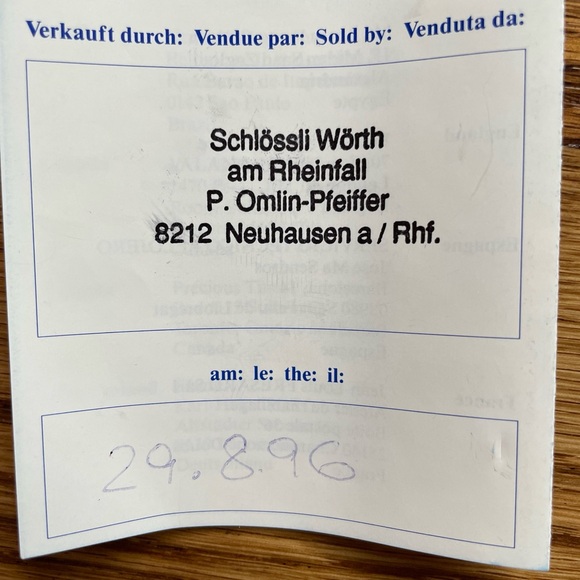 Verkauft durch: Vendue par: Sold by: Venduta da:
Schlössli Wörth
am Rheinfall
P. Omlin-Pfeiffer
8212 Neuhausen a / Rhf.
am: le: the: il:
29.8.96